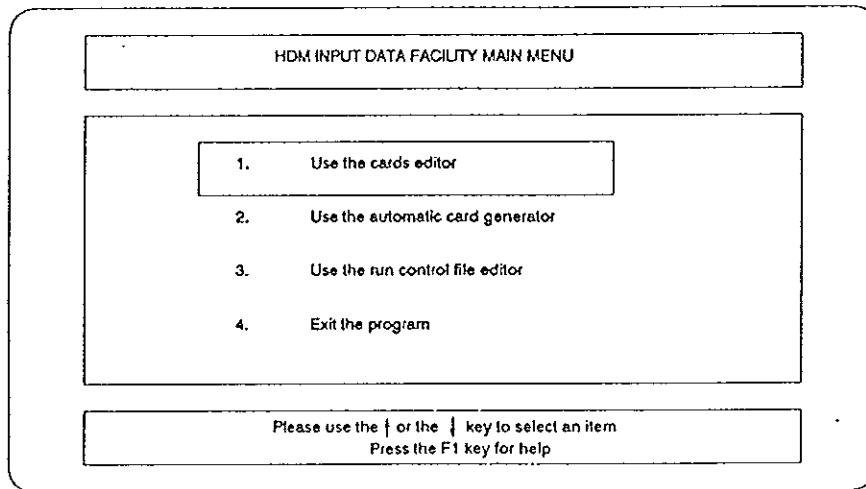 HDM INPUT DATA FACILITY MAIN MENU
1. Use the cards editor
2. Use the automatic card generator
3. Use the run control file editor
4. Exit the program
Please use the ↑ or the ↓ key to select an item
Press the F1 key for help